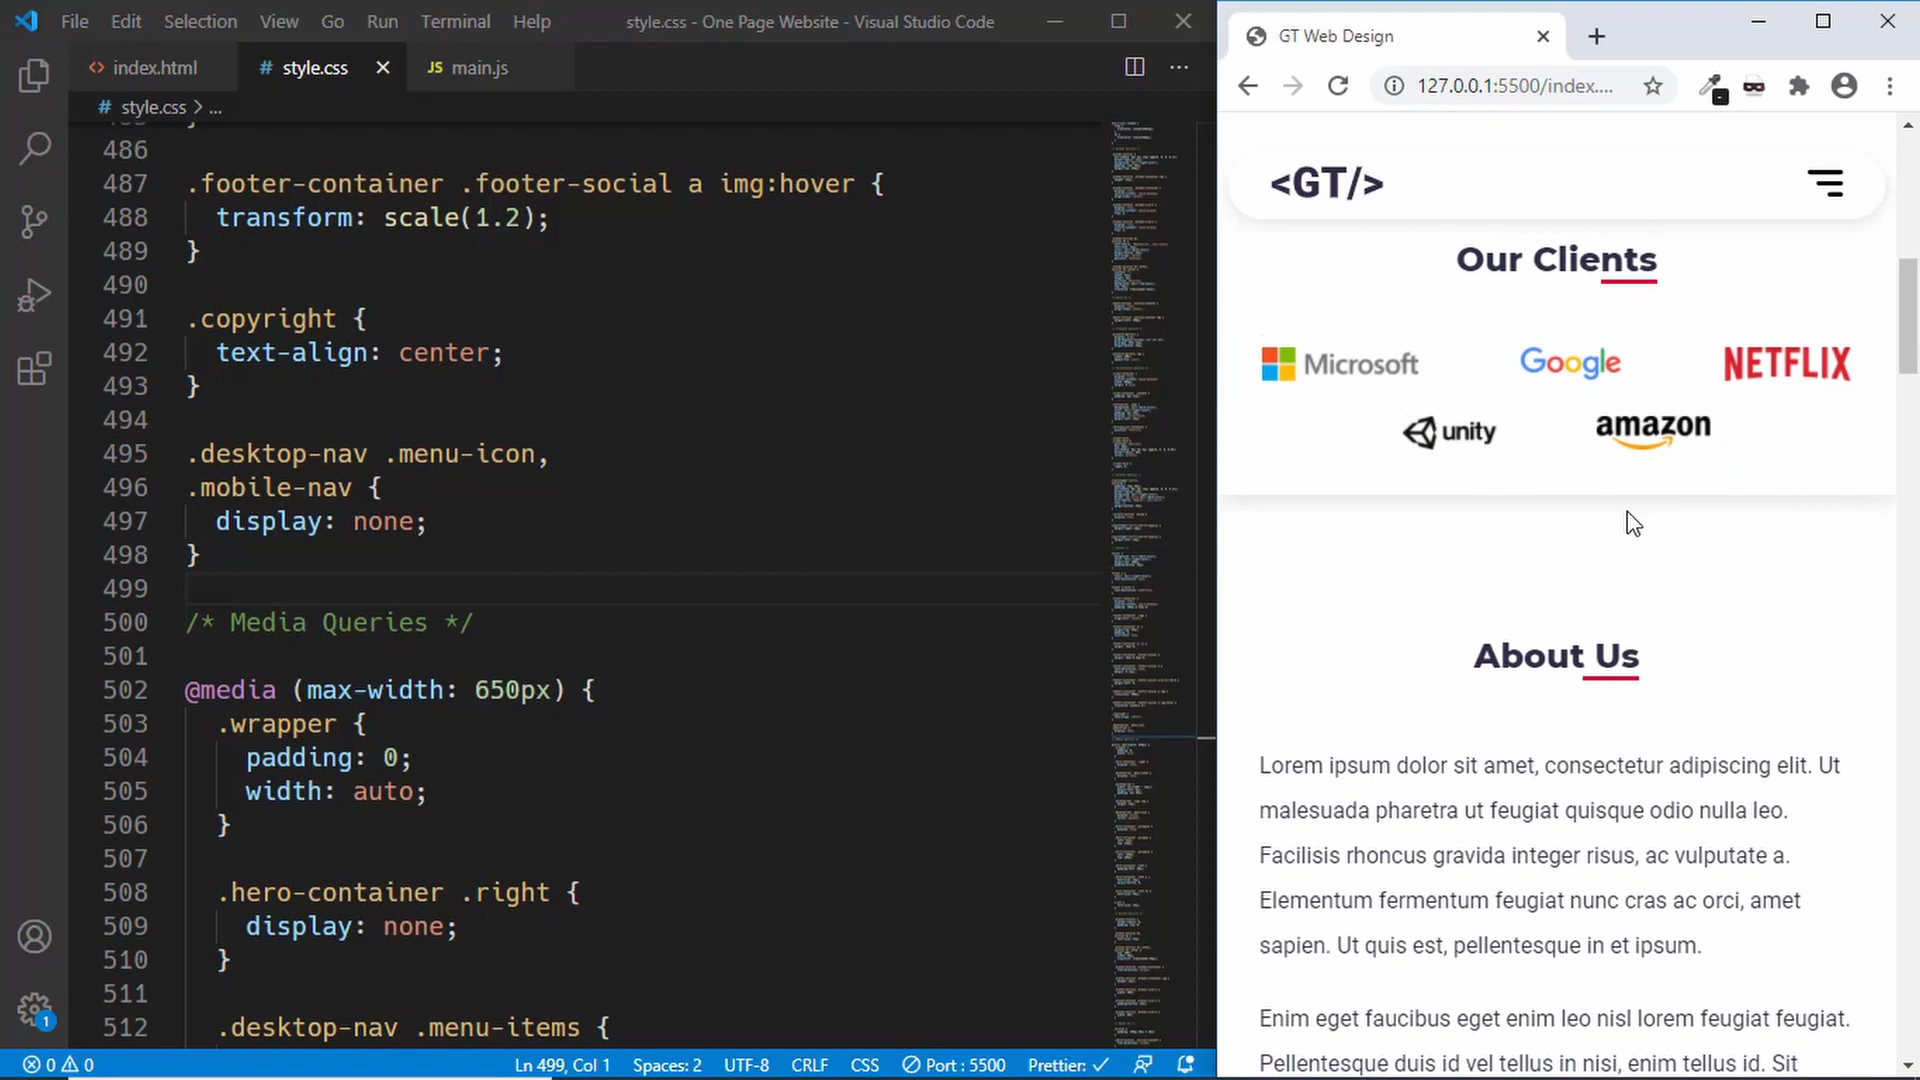 File Edit Selection View Go Run Terminal Help style.css - One Page Website - Visual Studio Code
<> index.html # style.css JS main.js ...
# style.css > ...
486
487 .footer-container .footer-social a img:hover {
488 transform: scale(1.2);
489 }
490
491 .copyright {
492 text-align: center;
493 }
494
495 .desktop-nav .menu-icon,
496 .mobile-nav {
497 display: none;
498 }
499
500 /* Media Queries */
501
502 @media (max-width: 650px) {
503 .wrapper {
504 padding: 0;
505 width: auto;
506 }
507
508 .hero-container .right {
509 display: none;
510 }
511
512 .desktop-nav .menu-items {
1
0 0 Ln 499, Col 1 Spaces: 2 UTF-8 CRLF CSS Port : 5500 Prettier: ✓
GT Web Design
127.0.0.1:5500/index....
<GT/>
Our Clients
Microsoft Google NETFLIX
unity amazon
About Us
Lorem ipsum dolor sit amet, consectetur adipiscing elit. Ut
malesuada pharetra ut feugiat quisque odio nulla leo.
Facilisis rhoncus gravida integer risus, ac vulputate a.
Elementum fermentum feugiat nunc cras ac orci, amet
sapien. Ut quis est, pellentesque in et ipsum.
Enim eget faucibus eget enim leo nisl lorem feugiat feugiat.
Pellentesque duis id vel tellus in nisi, enim tellus id. Sit